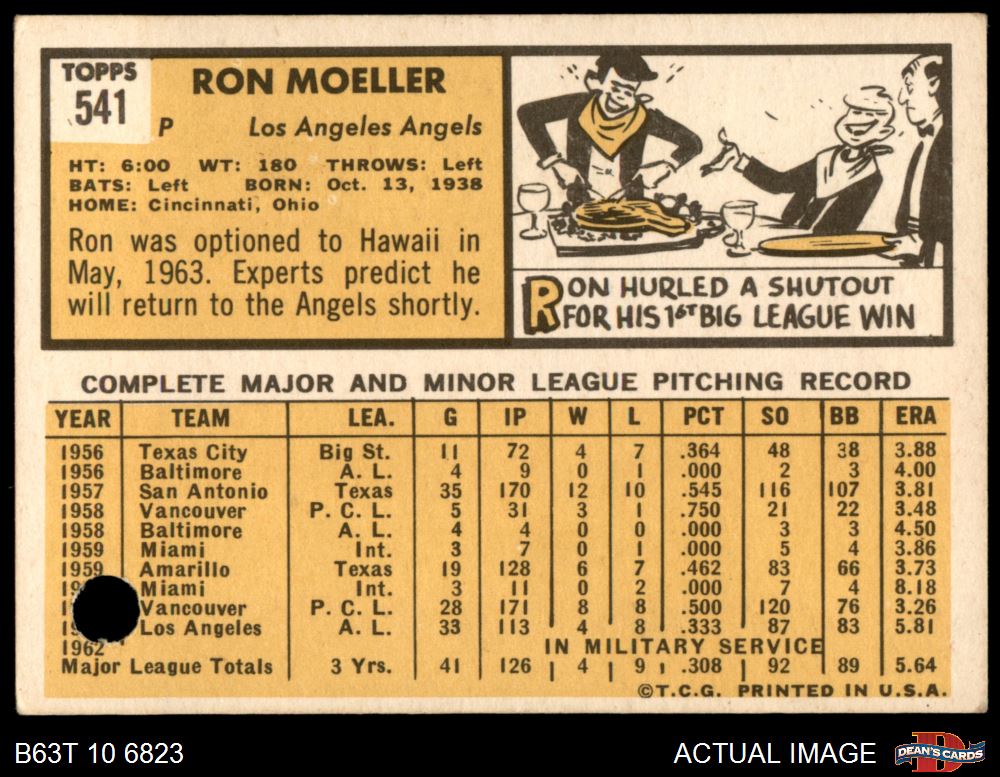 TOPPS
541
RON MOELLER
P Los Angeles Angels
HT: 6:00 WT: 180 THROWS: Left
BATS: Left BORN: Oct. 13, 1938
HOME: Cincinnati, Ohio
Ron was optioned to Hawaii in
May, 1963. Experts predict he
will return to the Angels shortly.
RON HURLED A SHUTOUT
FOR HIS 1ST BIG LEAGUE WIN
COMPLETE MAJOR AND MINOR LEAGUE PITCHING RECORD
YEAR TEAM LEA. G IP W L PCT SO BB ERA
1956 Texas City Big St. 11 72 4 7 .364 48 38 3.88
1956 Baltimore A. L. 4 9 0 1 .000 2 3 4.00
1957 San Antonio Texas 35 170 12 10 .545 116 107 3.81
1958 Vancouver P. C. L. 5 31 3 1 .750 21 22 3.48
1958 Baltimore A. L. 4 4 0 0 .000 3 3 4.50
1959 Miami Int. 3 7 0 1 .000 5 4 3.86
1959 Amarillo Texas 19 128 6 7 .462 83 66 3.73
Miami Int. 3 11 0 2 .000 7 4 8.18
Vancouver P. C. L. 28 171 8 8 .500 120 76 3.26
Los Angeles A. L. 33 113 4 8 .333 87 83 5.81
1962 IN MILITARY SERVICE
Major League Totals 3 Yrs. 41 126 4 9 .308 92 89 5.64
©T.C.G. PRINTED IN U.S.A.
B63T 10 6823
ACTUAL IMAGE
D
DEAN'S CARDS